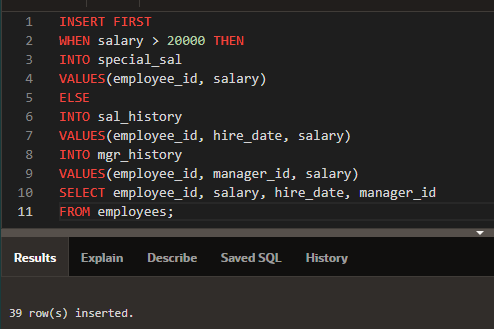 1 INSERT FIRST
2 WHEN salary > 20000 THEN
3 INTO special_sal
4 VALUES(employee_id, salary)
5 ELSE
6 INTO sal_history
7 VALUES(employee_id, hire_date, salary)
8 INTO mgr_history
9 VALUES(employee_id, manager_id, salary)
10 SELECT employee_id, salary, hire_date, manager_id
11 FROM employees;
Results Explain Describe Saved SQL History
39 row(s) inserted.